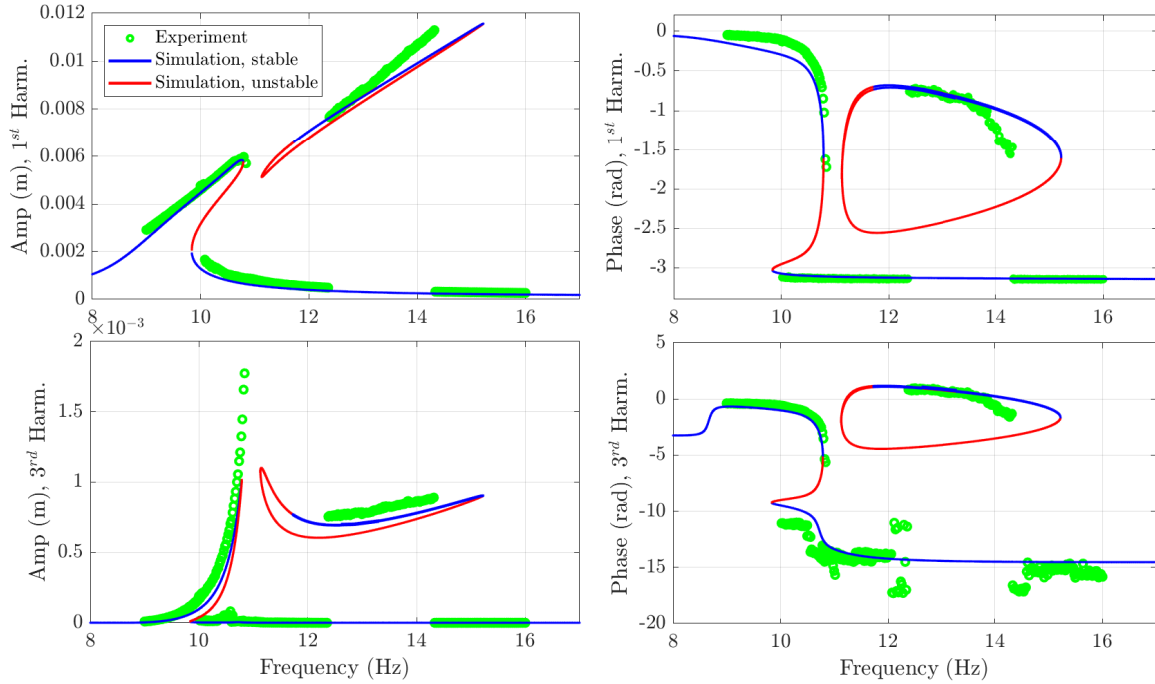 0.012
0.01
0.008
0.006
0.004
0.002
0
Amp (m), 1st Harm.
Experiment
Simulation, stable
Simulation, unstable
8 10 12 14 16
0
-0.5
-1
-1.5
-2
-2.5
-3
Phase (rad), 1st Harm.
8 10 12 14 16
×10−3
2
1.5
1
0.5
0
Amp (m), 3rd Harm.
8 10 12 14 16
Frequency (Hz)
5
0
-5
-10
-15
-20
Phase (rad), 3rd Harm.
8 10 12 14 16
Frequency (Hz)